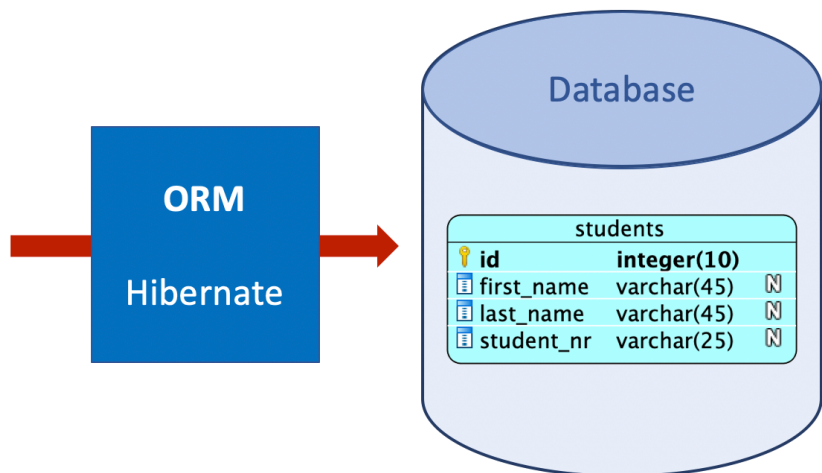 ORM
Hibernate
Database
students
id integer(10)
first_name varchar(45) N
last_name varchar(45) N
student_nr varchar(25) N